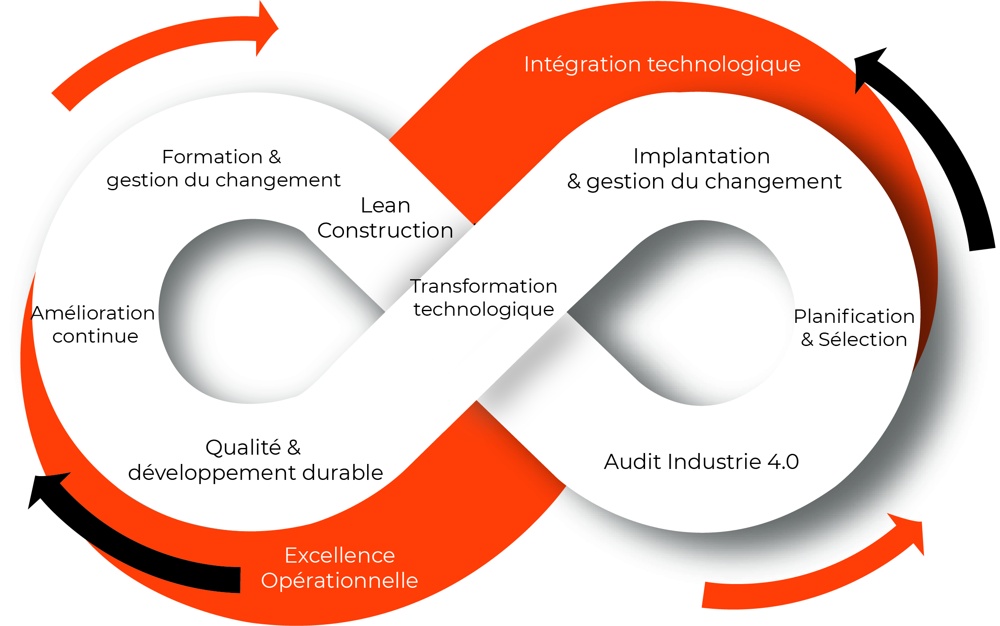 Intégration technologique
Formation &
gestion du changement
Lean
Construction
Implantation
& gestion du changement
Transformation
technologique
Amélioration
continue
Planification
& Sélection
Qualité &
développement durable
Audit Industrie 4.0
Excellence
Opérationnelle